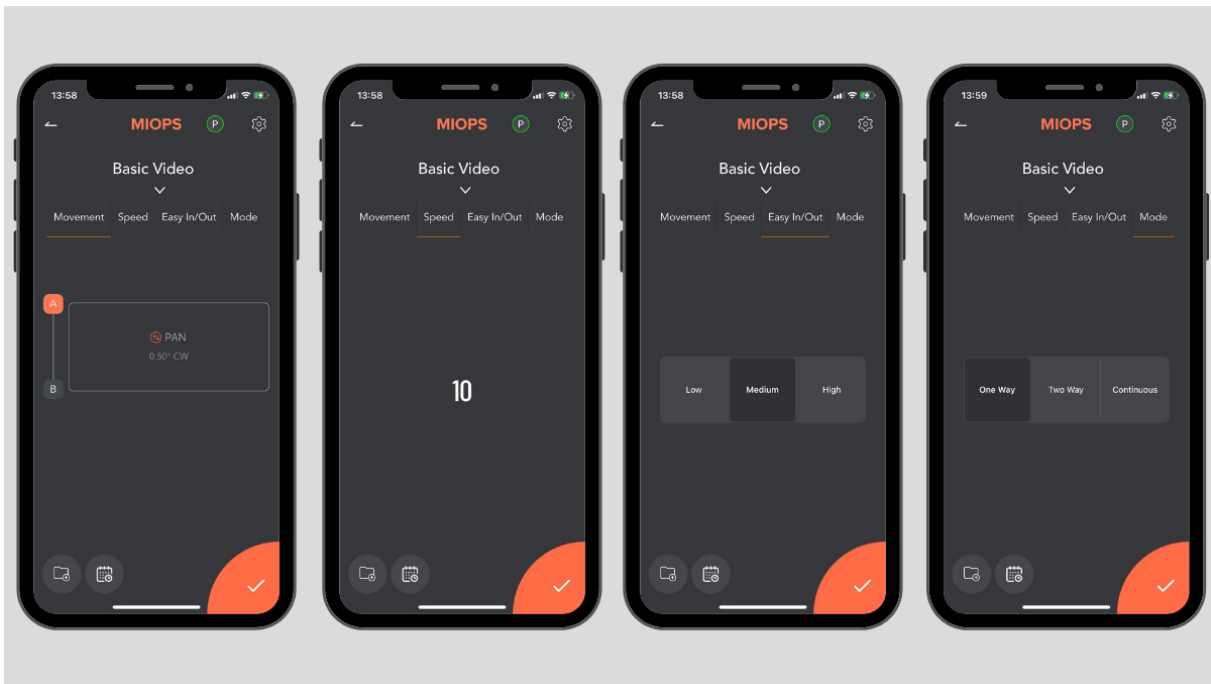 13:58
MIOPS P
Basic Video
Movement Speed Easy In/Out Mode
A
PAN
0.50° CW
B
13:58
MIOPS P
Basic Video
Movement Speed Easy In/Out Mode
10
13:58
MIOPS P
Basic Video
Movement Speed Easy In/Out Mode
Low Medium High
13:59
MIOPS P
Basic Video
Movement Speed Easy In/Out Mode
One Way Two Way Continuous